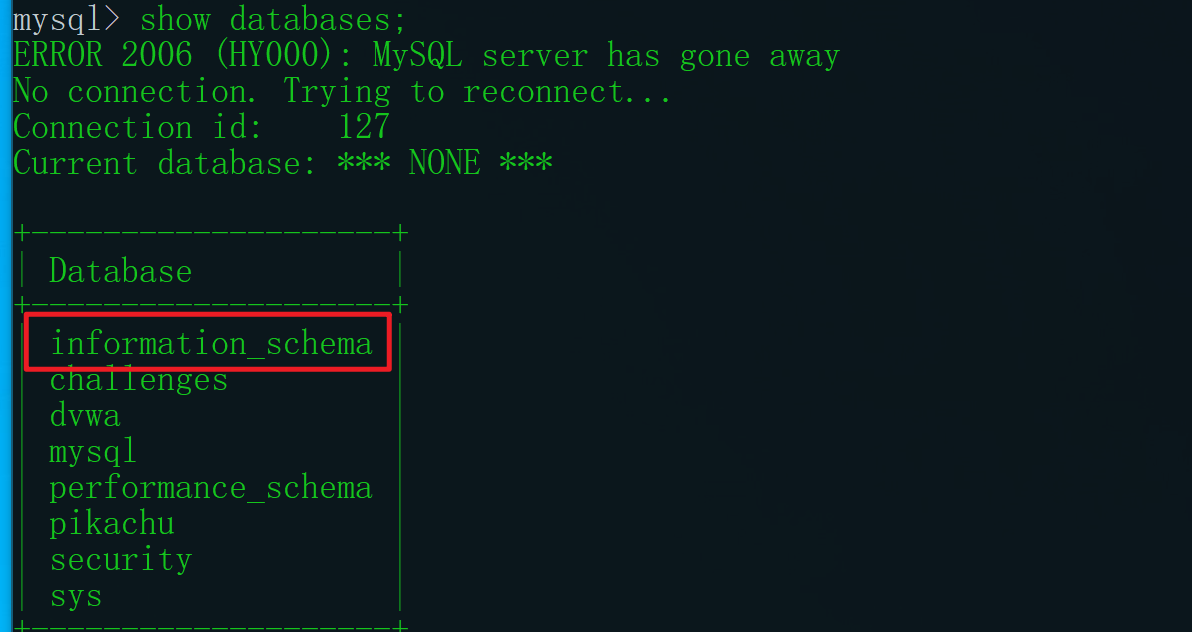 mysql> show databases;
ERROR 2006 (HY000): MySQL server has gone away
No connection. Trying to reconnect...
Connection id:    127
Current database: *** NONE ***

+--------------------+
| Database           |
+--------------------+
| information_schema |
| challenges         |
| dvwa               |
| mysql              |
| performance_schema |
| pikachu            |
| security           |
| sys                |
+--------------------+